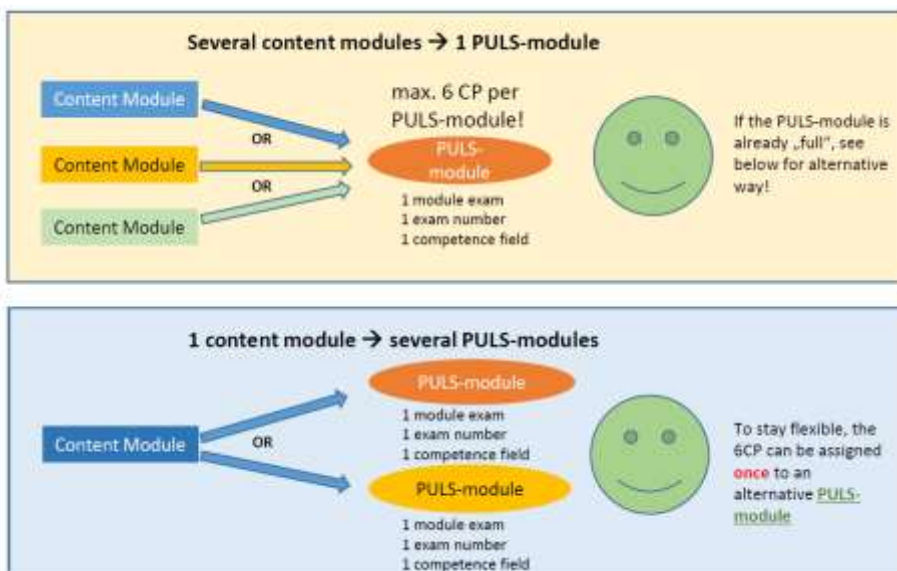 Several content modules → 1 PULS-module
Content Module
OR
Content Module
OR
Content Module
max. 6 CP per
PULS-module!
PULS-
module
1 module exam
1 exam number
1 competence field
If the PULS-module is
already „full", see
below for alternative
way!
1 content module → several PULS-modules
Content Module
OR
PULS-module
1 module exam
1 exam number
1 competence field
PULS-module
1 module exam
1 exam number
1 competence field
To stay flexible, the
6CP can be assigned
once to an
alternative PULS-
module